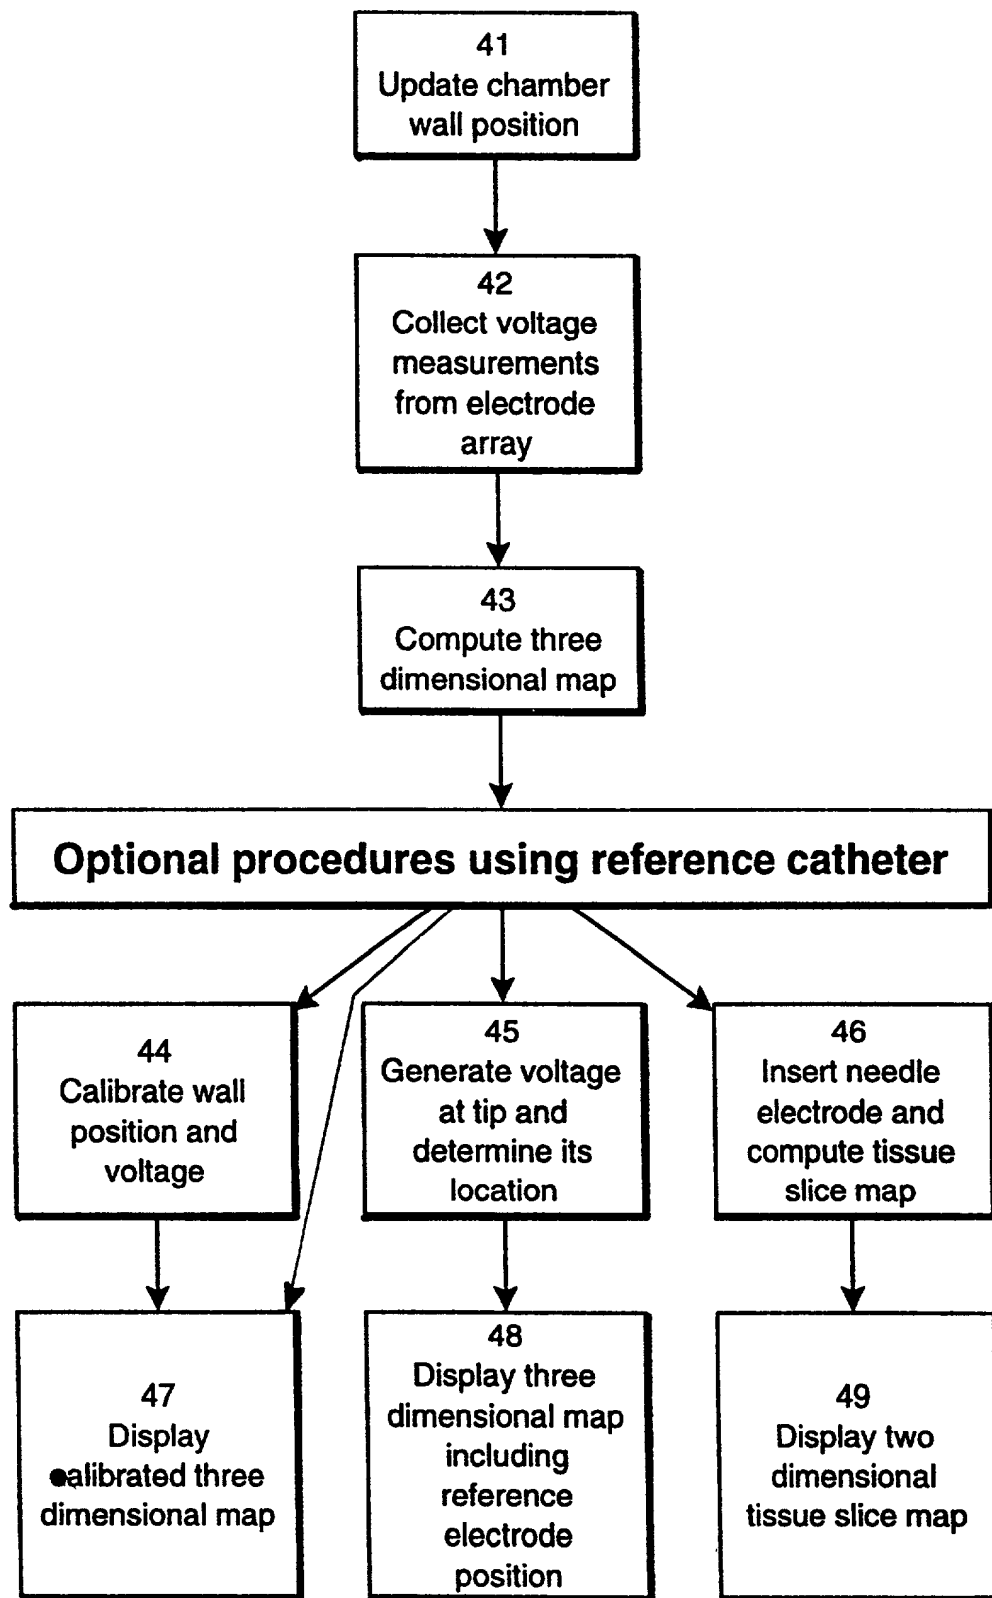 41
Update chamber
wall position
42
Collect voltage
measurements
from electrode
array
43
Compute three
dimensional map
Optional procedures using reference catheter
44
Calibrate wall
position and
voltage
45
Generate voltage
at tip and
determine its
location
46
Insert needle
electrode and
compute tissue
slice map
47
Display
calibrated three
dimensional map
48
Display three
dimensional map
including
reference
electrode
position
49
Display two
dimensional
tissue slice map